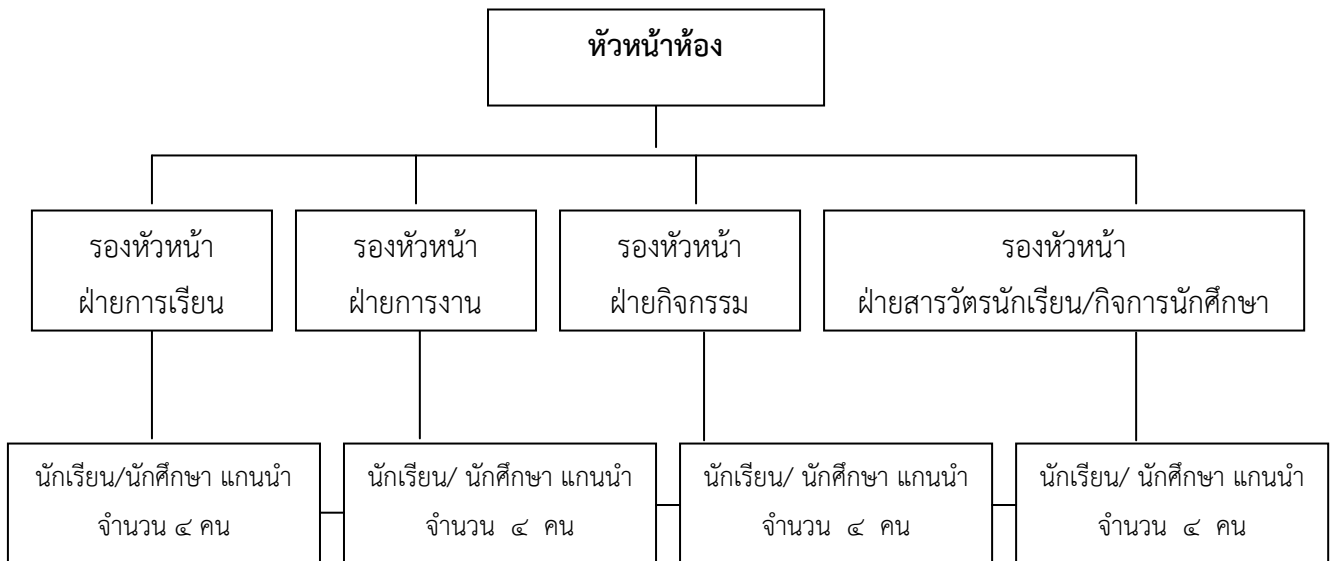 หัวหน้าห้อง
รองหัวหน้า
ฝ่ายการเรียน
รองหัวหน้า
ฝ่ายการงาน
รองหัวหน้า
ฝ่ายกิจกรรม
รองหัวหน้า
ฝ่ายสารวัตรนักเรียน/กิจการนักศึกษา
นักเรียน/นักศึกษา แกนนำ
จำนวน ๔ คน
นักเรียน/ นักศึกษา แกนนำ
จำนวน ๔ คน
นักเรียน/ นักศึกษา แกนนำ
จำนวน ๔ คน
นักเรียน/ นักศึกษา แกนนำ
จำนวน ๔ คน